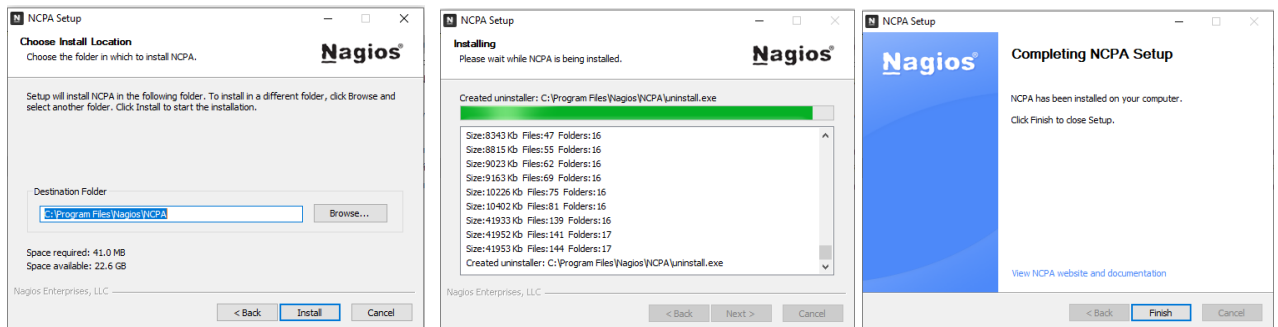 NCPA Setup
Choose Install Location
Choose the folder in which to install NCPA.
Nagios®
Setup will install NCPA in the following folder. To install in a different folder, click Browse and
select another folder. Click Install to start the installation.
Destination Folder
C:\Program Files\Nagios\NCPA
Browse...
Space required: 41.0 MB
Space available: 22.6 GB
Nagios Enterprises, LLC
< Back
Install
Cancel
NCPA Setup
Installing
Please wait while NCPA is being installed.
Nagios®
Created uninstaller: C:\Program Files\Nagios\NCPA\uninstall.exe
Size:8343 Kb Files:47 Folders:16
Size:8815 Kb Files:55 Folders:16
Size:9023 Kb Files:62 Folders:16
Size:9163 Kb Files:69 Folders:16
Size:10226 Kb Files:75 Folders:16
Size:10402 Kb Files:81 Folders:16
Size:41933 Kb Files:139 Folders:16
Size:41952 Kb Files:141 Folders:17
Size:41953 Kb Files:144 Folders:17
Created uninstaller: C:\Program Files\Nagios\NCPA\uninstall.exe
Nagios Enterprises, LLC
< Back
Next >
Cancel
NCPA Setup
Nagios®
Completing NCPA Setup
NCPA has been installed on your computer.
Click Finish to close Setup.
View NCPA website and documentation
< Back
Finish
Cancel